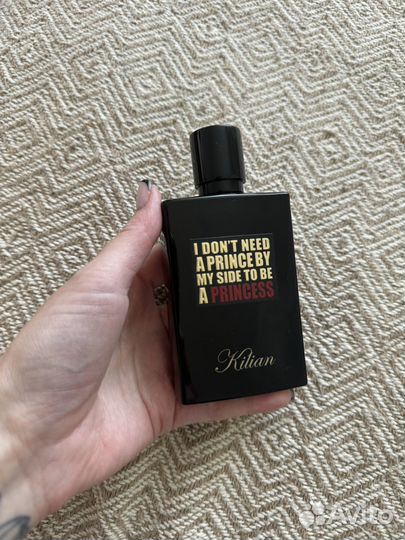 I DON'T NEED
A PRINCE BY
MY SIDE TO BE
A PRINCESS
Kilian
Avito